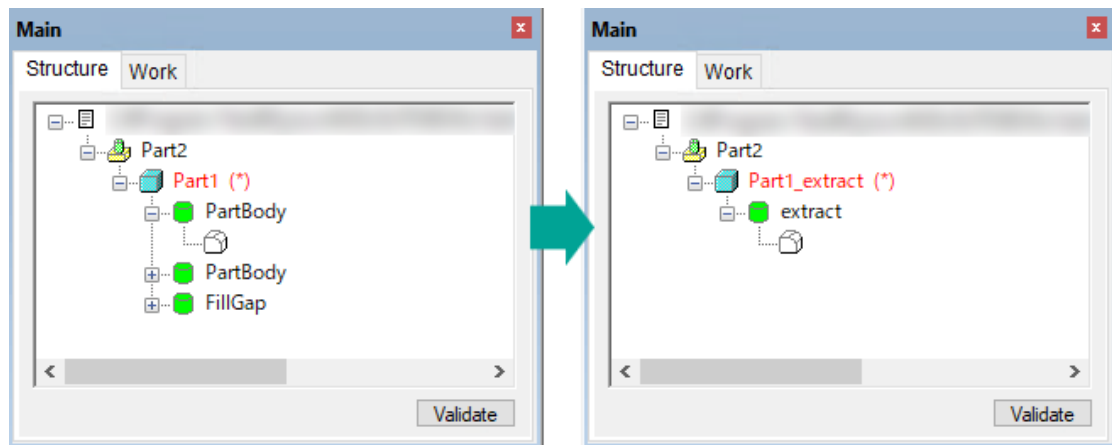 Main
Structure Work
Part2
Part1 (*)
PartBody
PartBody
FillGap
Validate
Main
Structure Work
Part2
Part1_extract (*)
extract
Validate